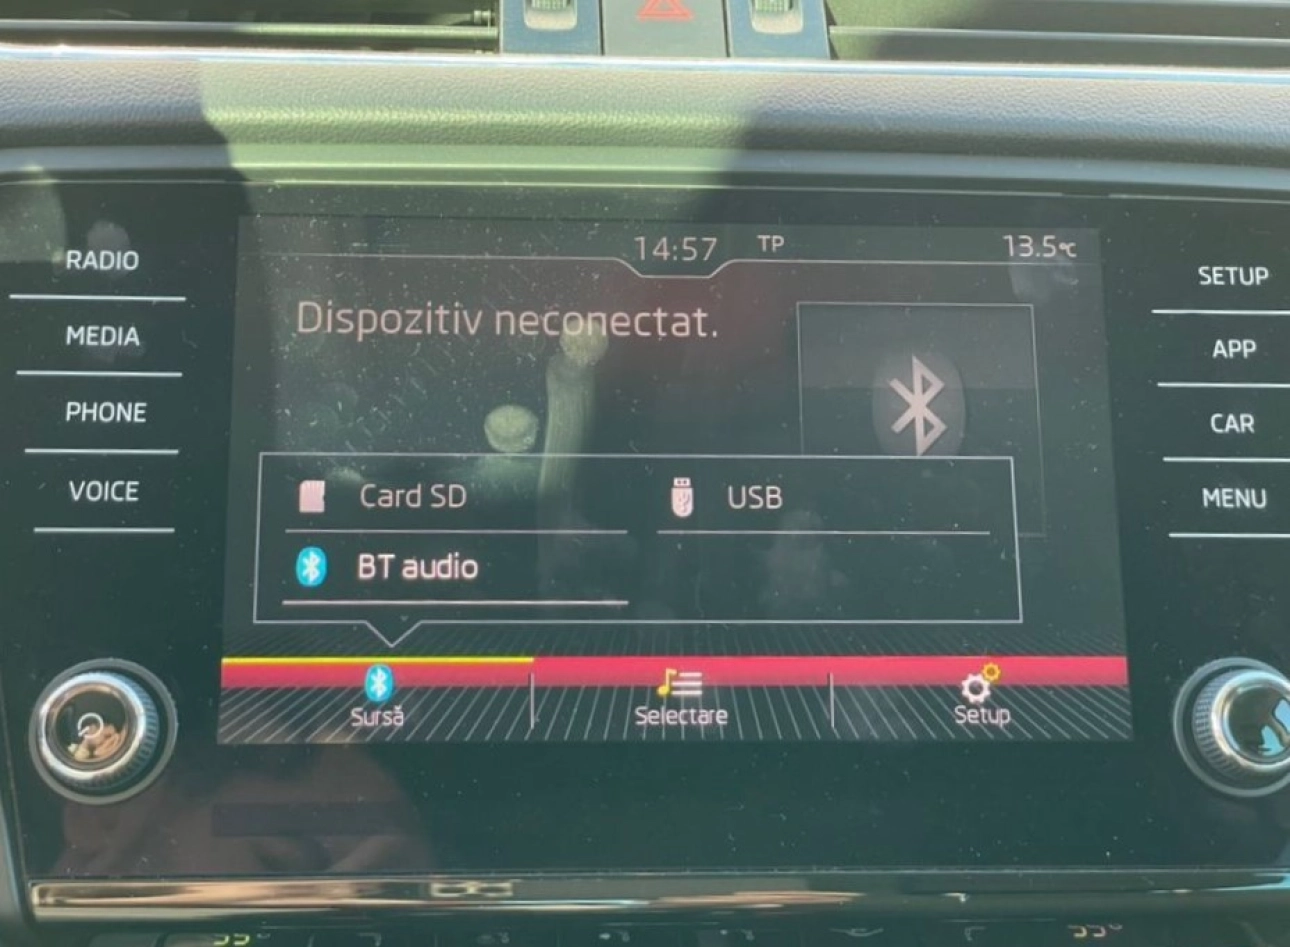 14:57 TP 13.5°C
RADIO
MEDIA
PHONE
VOICE
Dispozitiv neconectat.
Card SD
USB
BT audio
Sursă
Selectare
Setup
SETUP
APP
CAR
MENU